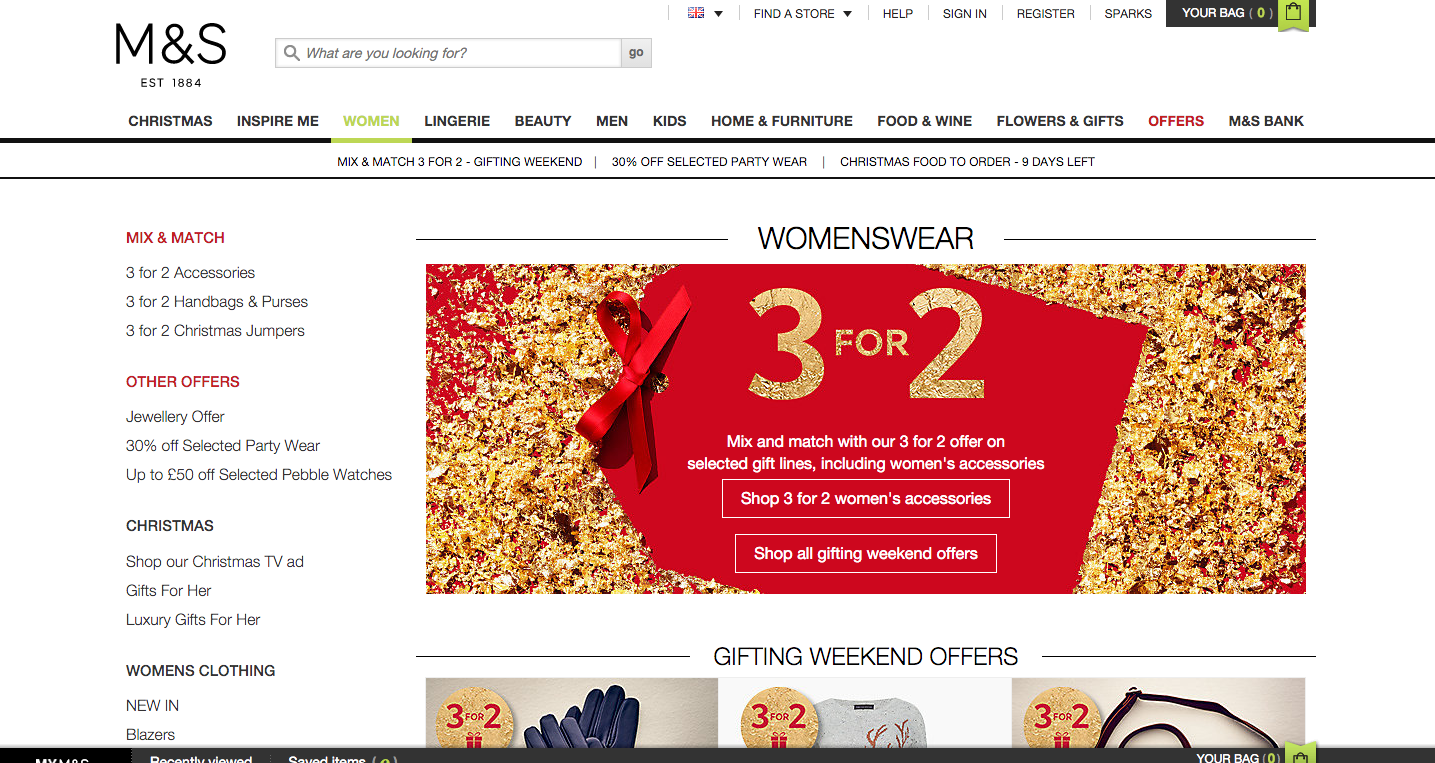 FIND A STORE
HELP
SIGN IN
REGISTER
SPARKS
YOUR BAG ( 0 )
M&S
EST 1884
What are you looking for?
go
CHRISTMAS
INSPIRE ME
WOMEN
LINGERIE
BEAUTY
MEN
KIDS
HOME & FURNITURE
FOOD & WINE
FLOWERS & GIFTS
OFFERS
M&S BANK
MIX & MATCH 3 FOR 2 - GIFTING WEEKEND | 30% OFF SELECTED PARTY WEAR | CHRISTMAS FOOD TO ORDER - 9 DAYS LEFT
MIX & MATCH
3 for 2 Accessories
3 for 2 Handbags & Purses
3 for 2 Christmas Jumpers
OTHER OFFERS
Jewellery Offer
30% off Selected Party Wear
Up to £50 off Selected Pebble Watches
CHRISTMAS
Shop our Christmas TV ad
Gifts For Her
Luxury Gifts For Her
WOMENS CLOTHING
NEW IN
Blazers
WOMENSWEAR
3 FOR 2
Mix and match with our 3 for 2 offer on
selected gift lines, including women's accessories
Shop 3 for 2 women's accessories
Shop all gifting weekend offers
GIFTING WEEKEND OFFERS
3 FOR 2
3 FOR 2
3 FOR 2
MY M&S
Recently viewed
Saved items ( 0 )
YOUR BAG (0)